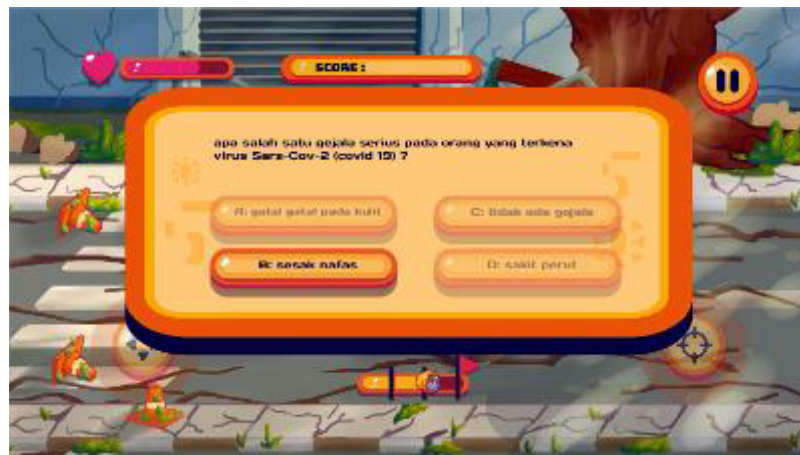 SCORE :
apa salah satu gejala serius pada orang yang terkena
virus Sars-Cov-2 (covid 19) ?
A: gatal gatal pada kulit
C: tidak ada gejala
B: sesak nafas
D: sakit perut